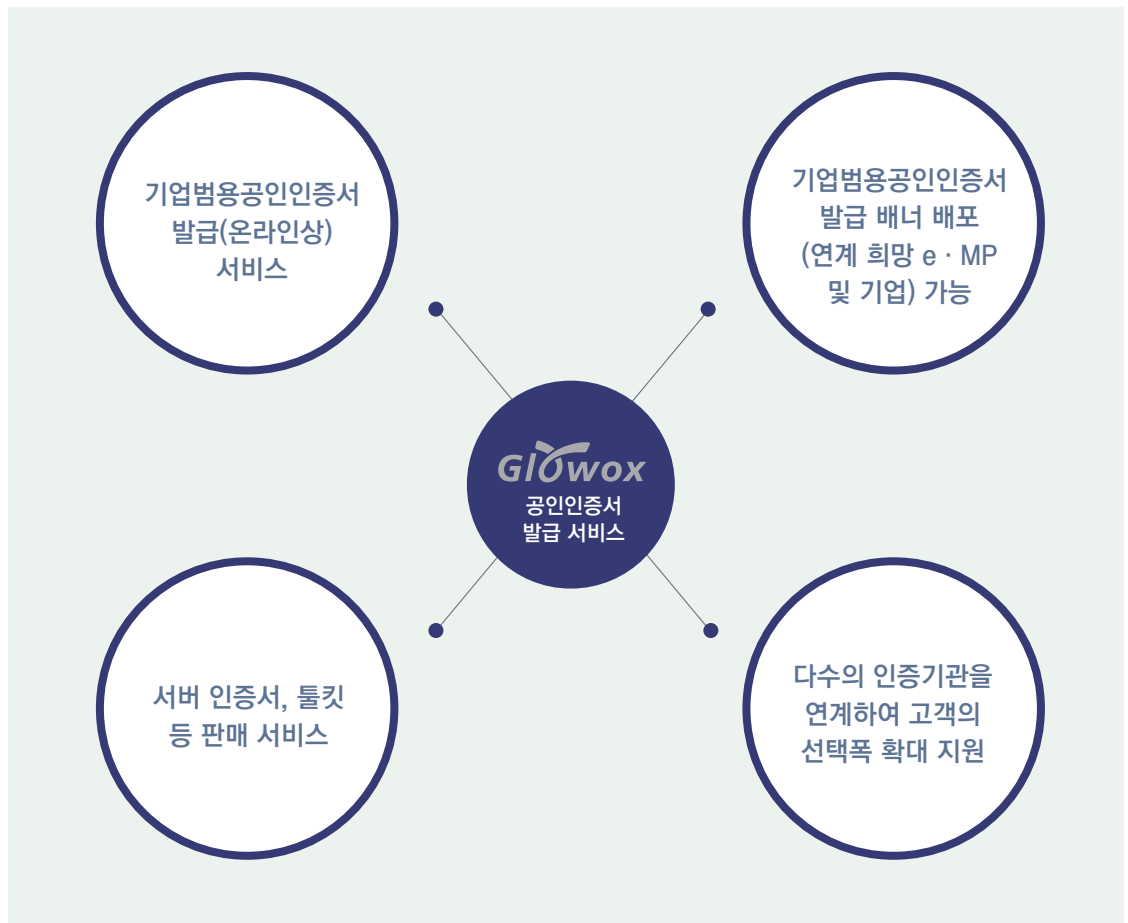 기업범용공인인증서
발급(온라인상)
서비스
기업범용공인인증서
발급 배너 배포
(연계 희망 e · MP
및 기업) 가능
Glowox
공인인증서
발급 서비스
서버 인증서, 툴킷
등 판매 서비스
다수의 인증기관을
연계하여 고객의
선택폭 확대 지원